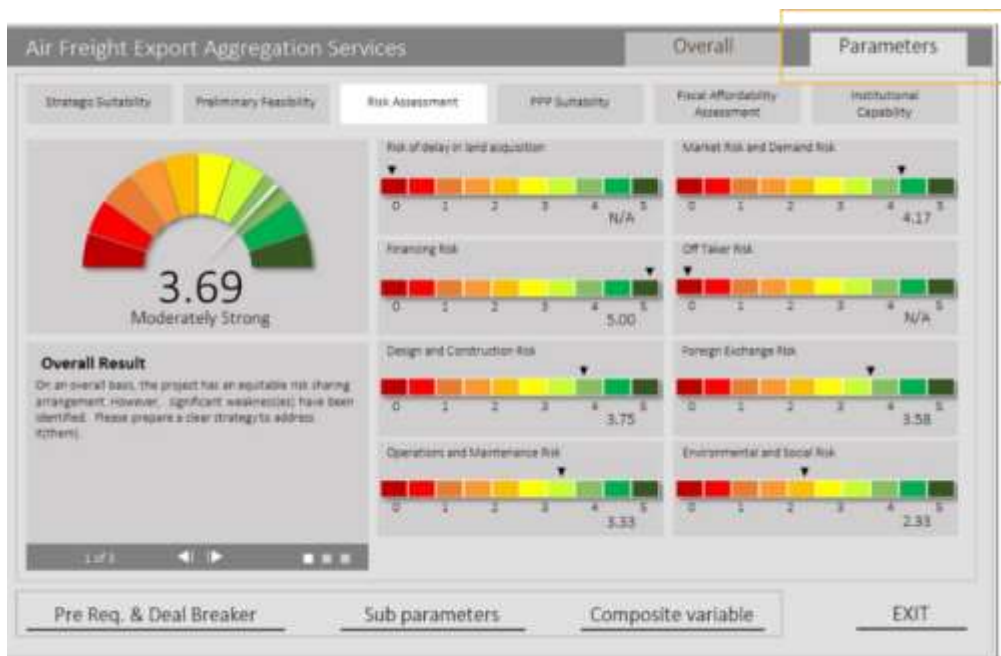 Air Freight Export Aggregation Services
Overall
Parameters
Strategic Suitability
Preliminary Feasibility
Risk Assessment
PPP Suitability
Fiscal Affordability
Assessment
Institutional
Capability
3.69
Moderately Strong
Overall Result
On an overall basis, the project has an equitable risk sharing
arrangement. However, significant weakness(es) have been
identified. Please prepare a clear strategy to address
it(them).
1 of 3
Risk of delay in land acquisition
0 1 2 3 4 5
N/A
Market Risk and Demand Risk
0 1 2 3 4 5
4.17
Financing Risk
0 1 2 3 4 5
5.00
Off Taker Risk
0 1 2 3 4 5
N/A
Design and Construction Risk
0 1 2 3 4 5
3.75
Foreign Exchange Risk
0 1 2 3 4 5
3.58
Operations and Maintenance Risk
0 1 2 3 4 5
3.33
Environmental and Social Risk
0 1 2 3 4 5
2.33
Pre Req. & Deal Breaker
Sub parameters
Composite variable
EXIT